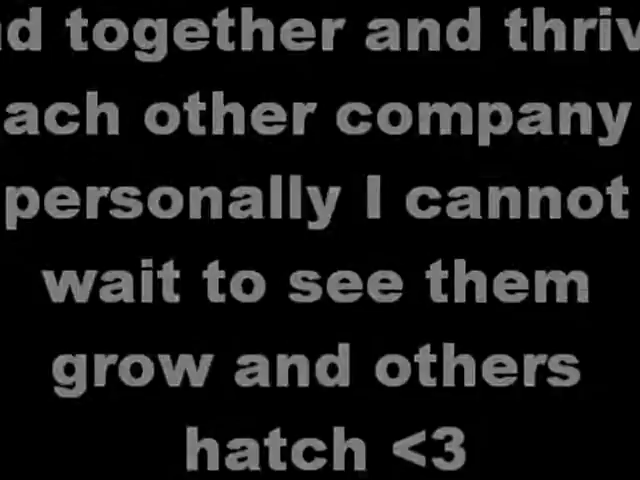 nd together and thriv
ach other company
personally I cannot
wait to see them
grow and others
hatch <3